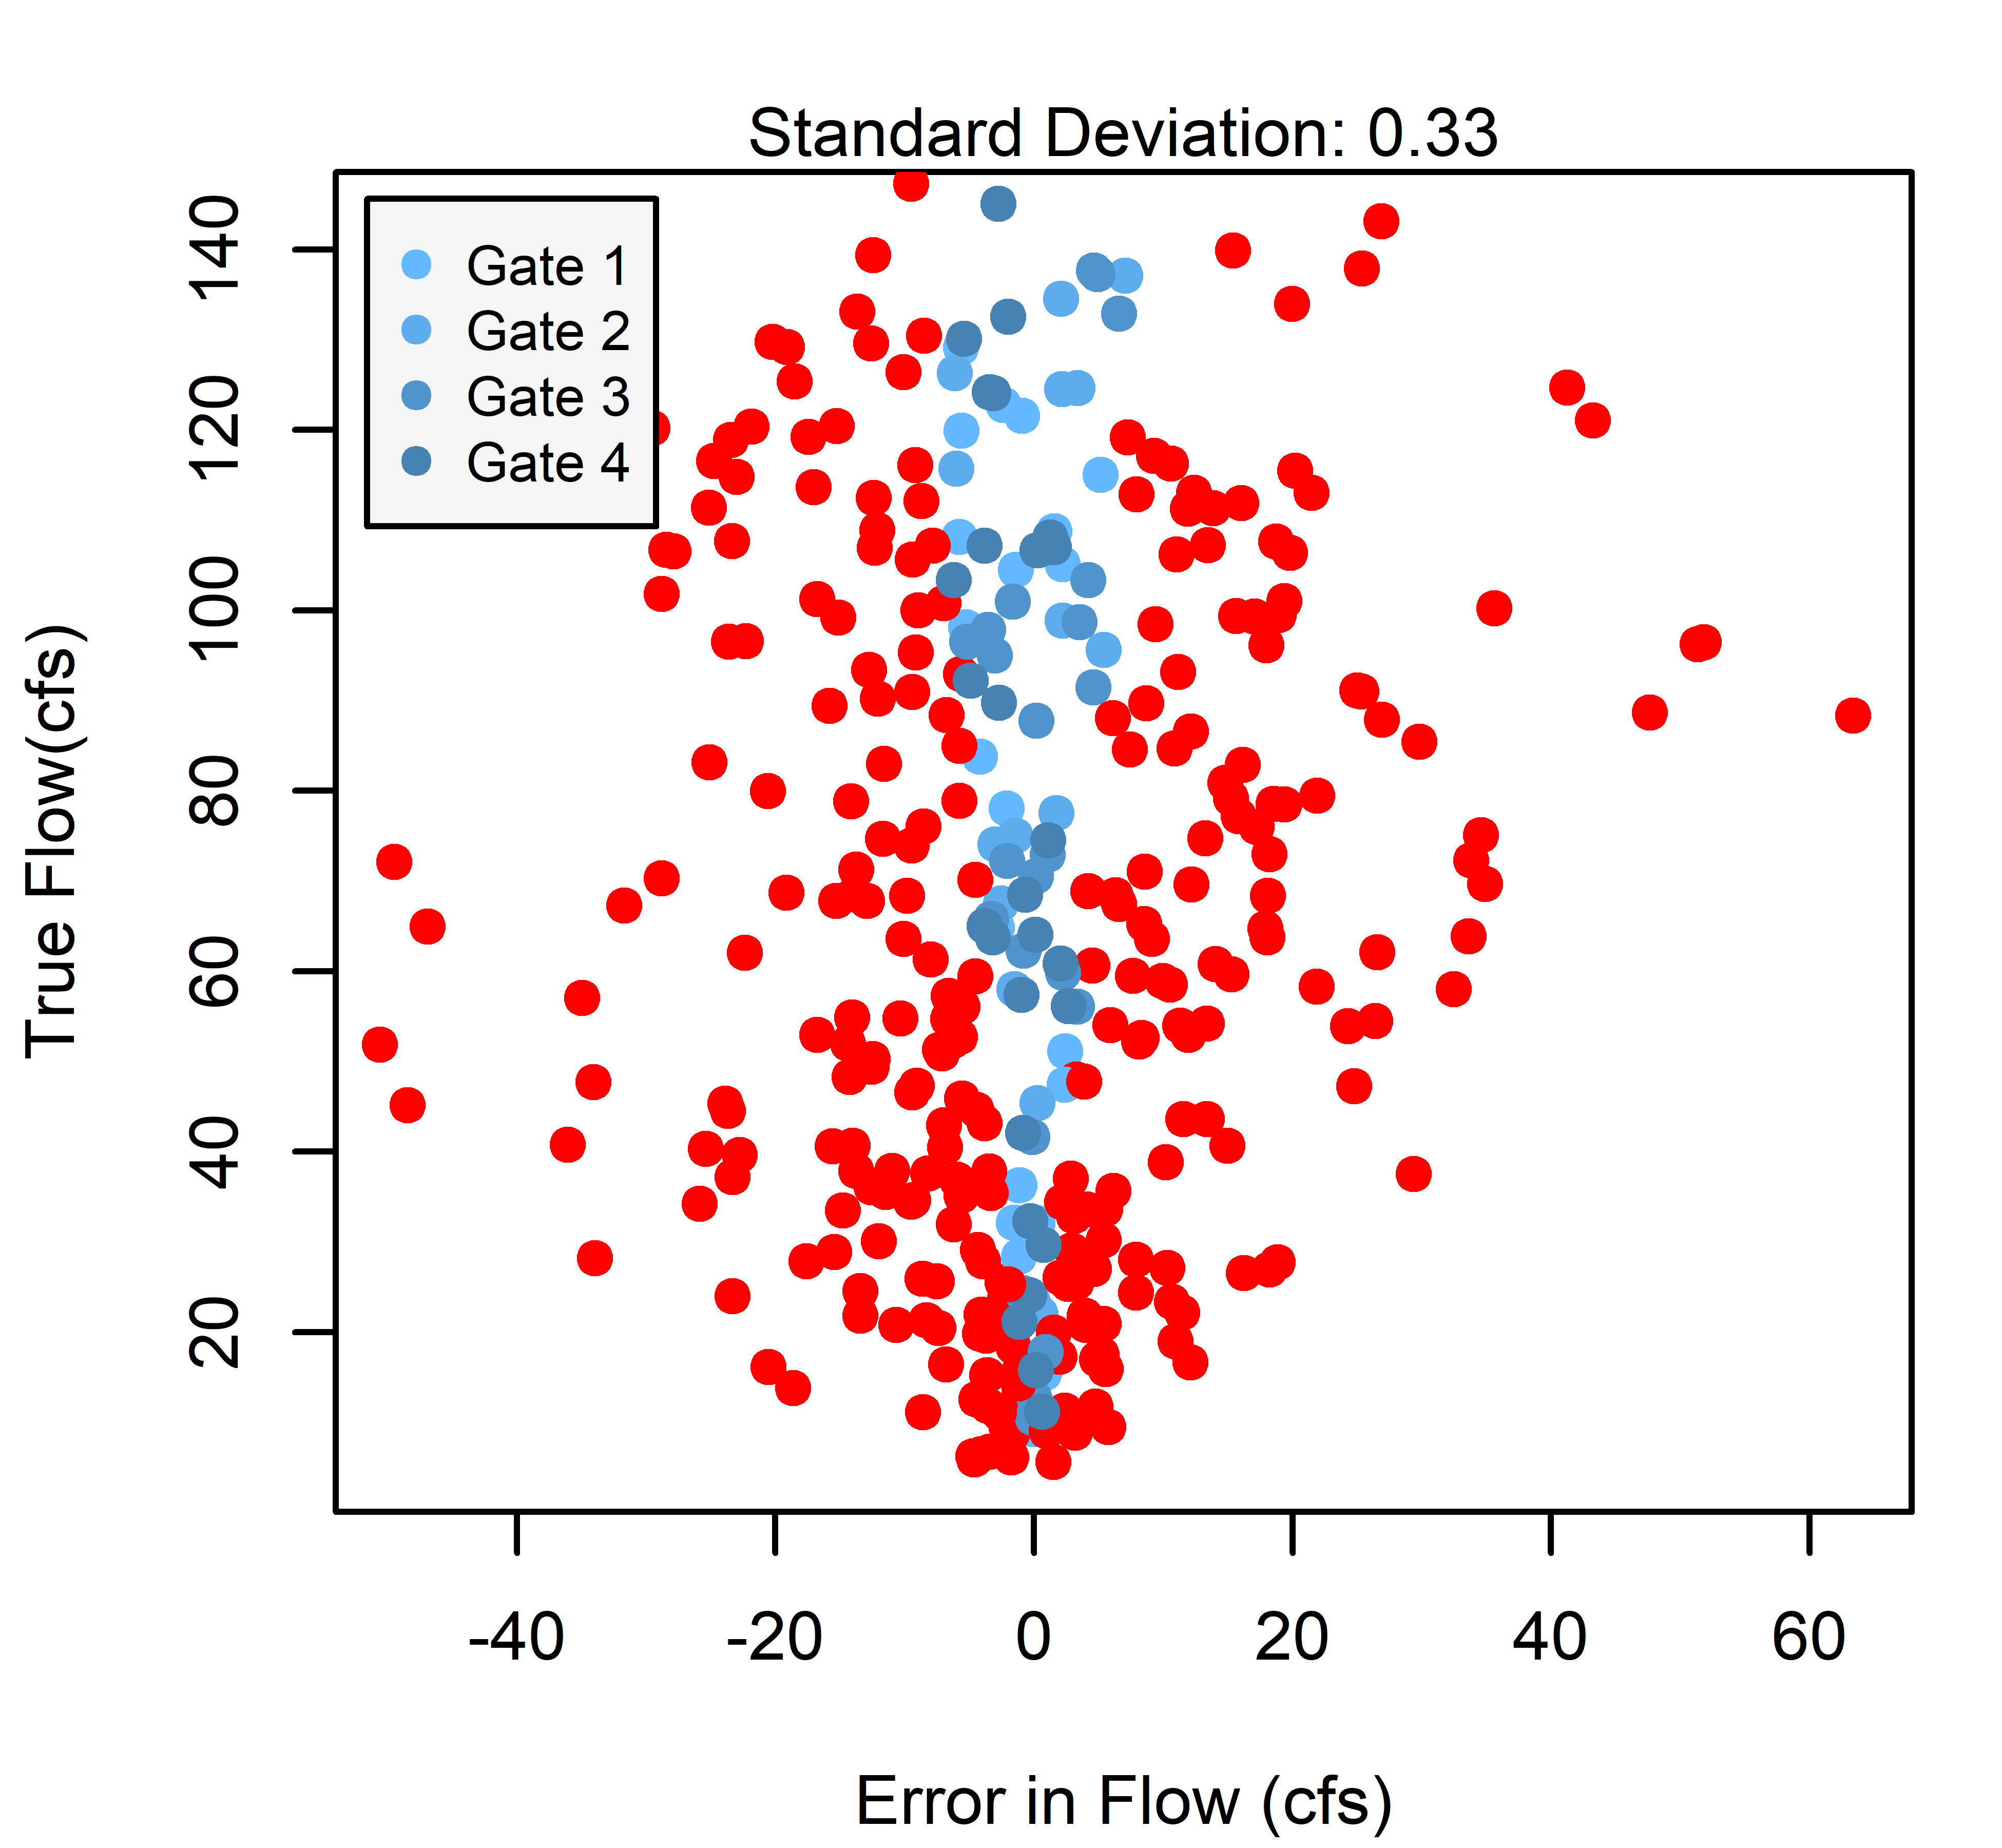 Standard Deviation: 0.33
Gate 1
Gate 2
Gate 3
Gate 4
True Flow(cfs)
140
120
100
80
60
40
20
-40 -20 0 20 40 60
Error in Flow (cfs)